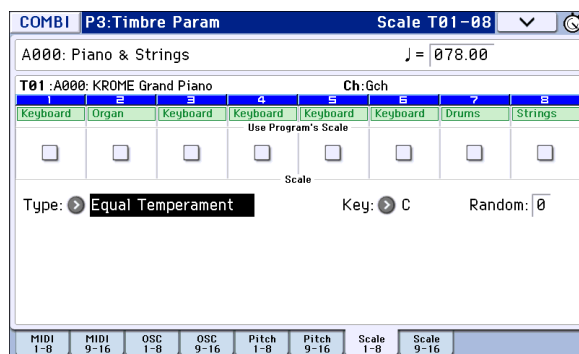 COMBI P3:Timbre Param Scale T01-08
A000: Piano & Strings ♩= 078.00
T01 :A000: KROME Grand Piano Ch:Gch
1 2 3 4 5 6 7 8
Keyboard Organ Keyboard Keyboard Keyboard Keyboard Drums Strings
Use Program's Scale
Scale
Type: Equal Temperament Key: C Random: 0
MIDI 1-8 MIDI 9-16 OSC 1-8 OSC 9-16 Pitch 1-8 Pitch 9-16 Scale 1-8 Scale 9-16